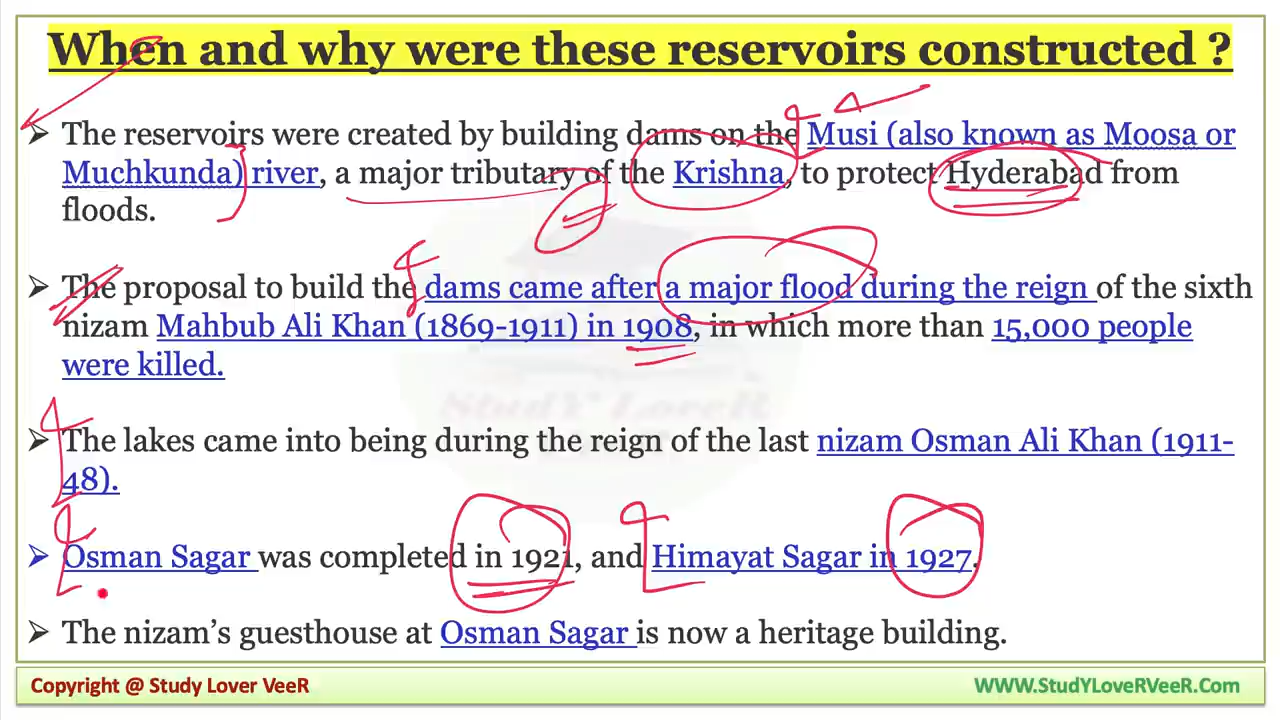 When and why were these reservoirs constructed ?
➢ The reservoirs were created by building dams on the Musi (also known as Moosa or
Muchkunda) river, a major tributary of the Krishna, to protect Hyderabad from
floods.
➢ The proposal to build the dams came after a major flood during the reign of the sixth
nizam Mahbub Ali Khan (1869-1911) in 1908, in which more than 15,000 people
were killed.
➢ The lakes came into being during the reign of the last nizam Osman Ali Khan (1911-
48).
➢ Osman Sagar was completed in 1921, and Himayat Sagar in 1927.
➢ The nizam’s guesthouse at Osman Sagar is now a heritage building.
StudY LoveR
Copyright @ Study Lover VeeR
WWW.StudYLoveRVeeR.Com